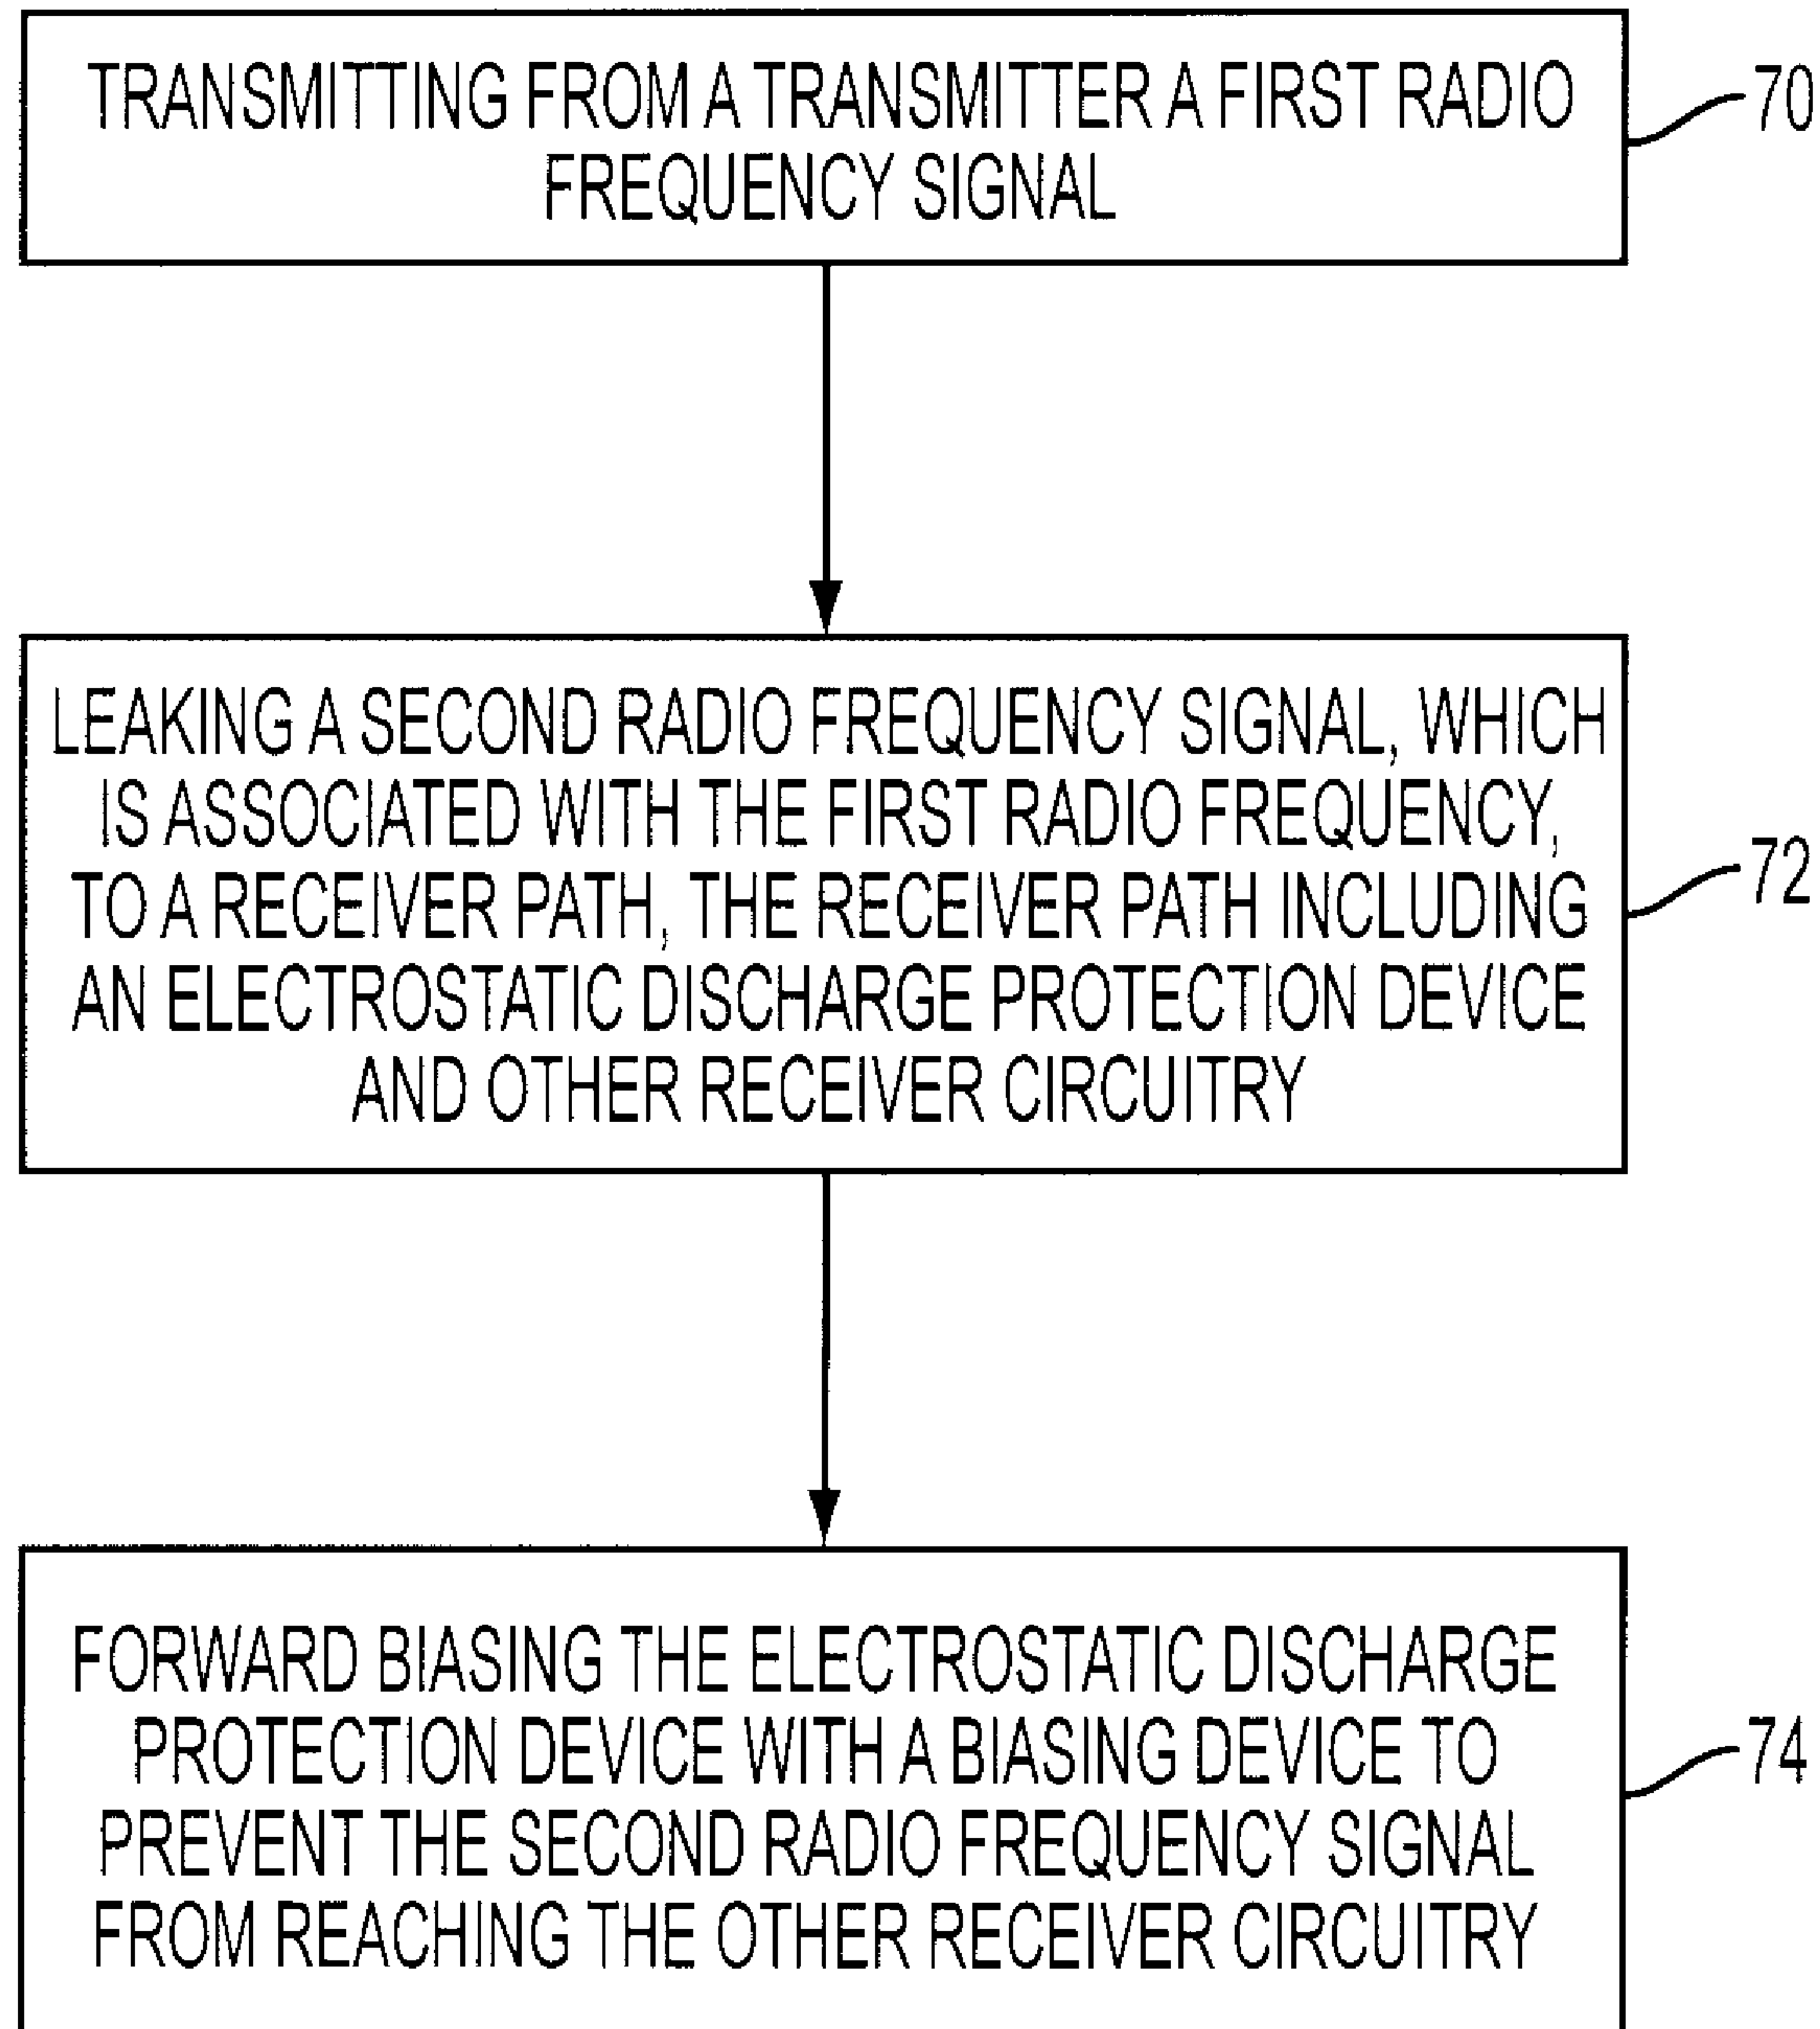 TRANSMITTING FROM A TRANSMITTER A FIRST RADIO
FREQUENCY SIGNAL
70
LEAKING A SECOND RADIO FREQUENCY SIGNAL, WHICH
IS ASSOCIATED WITH THE FIRST RADIO FREQUENCY,
TO A RECEIVER PATH, THE RECEIVER PATH INCLUDING
AN ELECTROSTATIC DISCHARGE PROTECTION DEVICE
AND OTHER RECEIVER CIRCUITRY
72
FORWARD BIASING THE ELECTROSTATIC DISCHARGE
PROTECTION DEVICE WITH A BIASING DEVICE TO
PREVENT THE SECOND RADIO FREQUENCY SIGNAL
FROM REACHING THE OTHER RECEIVER CIRCUITRY
74